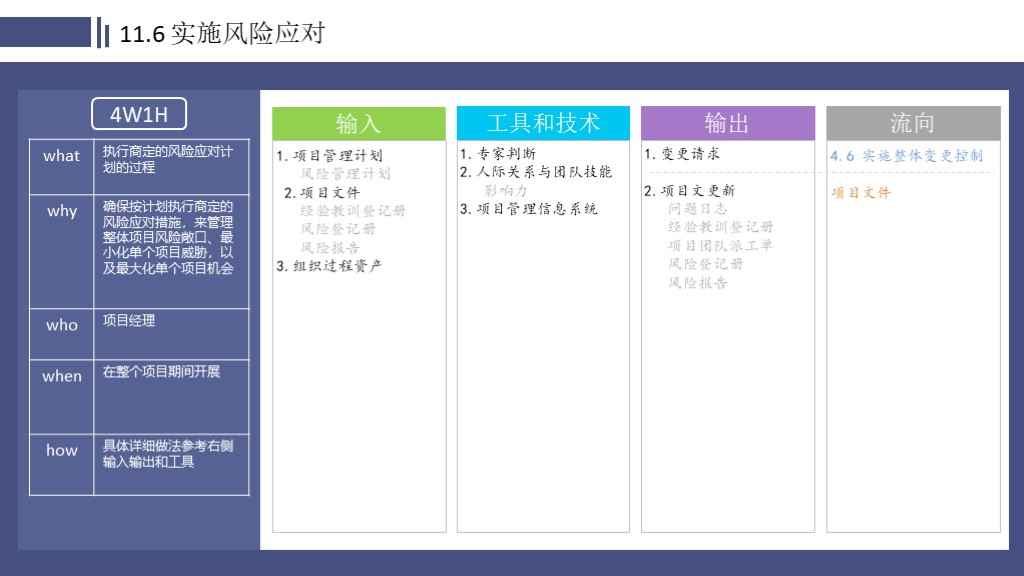 11.6 实施风险应对
4W1H
what
执行商定的风险应对计
划的过程
why
确保按计划执行商定的
风险应对措施，来管理
整体项目风险敞口、最
小化单个项目威胁，以
及最大化单个项目机会
who
项目经理
when
在整个项目期间开展
how
具体详细做法参考右侧
输入输出和工具
输入
1.项目管理计划
风险管理计划
2.项目文件
经验教训登记册
风险登记册
风险报告
3.组织过程资产
工具和技术
1.专家判断
2.人际关系与团队技能
影响力
3.项目管理信息系统
输出
1.变更请求
2.项目文更新
问题日志
经验教训登记册
项目团队派工单
风险登记册
风险报告
流向
4.6 实施整体变更控制
项目文件